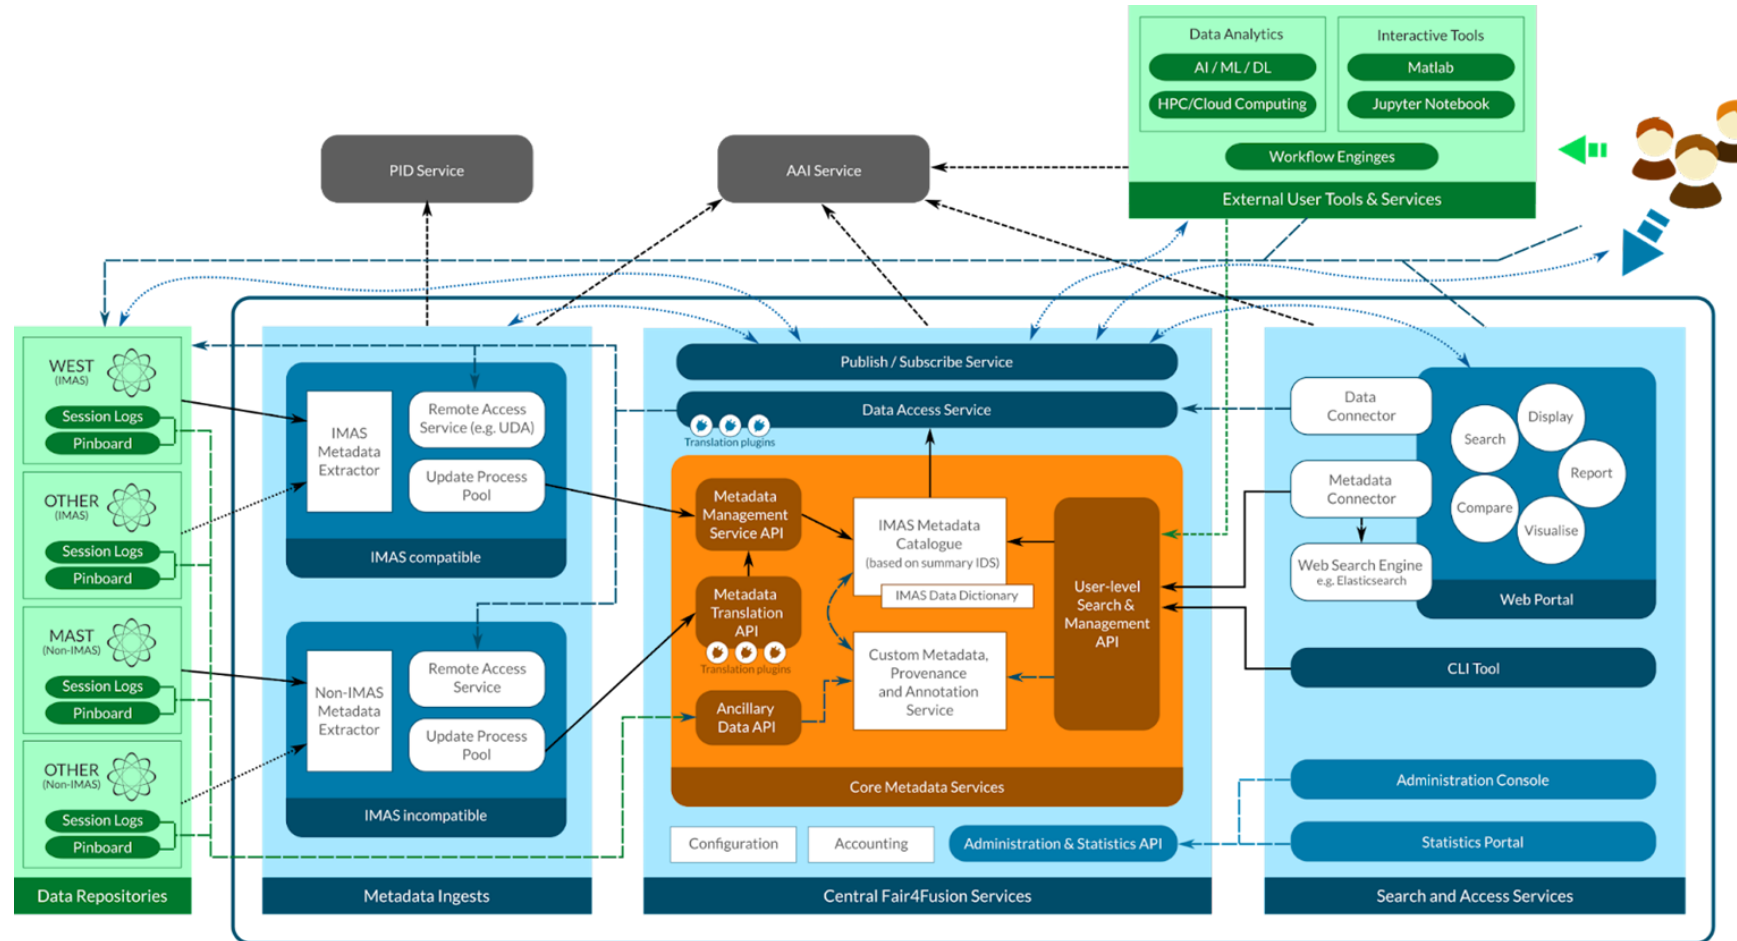 Data Analytics
AI / ML / DL
HPC/Cloud Computing
Interactive Tools
Matlab
Jupyter Notebook
Workflow Enginges
External User Tools & Services
PID Service
AAI Service
WEST
(IMAS)
Session Logs
Pinboard
OTHER
(IMAS)
Session Logs
Pinboard
MAST
(Non-IMAS)
Session Logs
Pinboard
OTHER
(Non-IMAS)
Session Logs
Pinboard
Data Repositories
IMAS
Metadata
Extractor
Remote Access
Service (e.g. UDA)
Update Process
Pool
IMAS compatible
Non-IMAS
Metadata
Extractor
Remote Access
Service
Update Process
Pool
IMAS incompatible
Metadata Ingests
Publish / Subscribe Service
Data Access Service
Translation plugins
Metadata
Management
Service API
Metadata
Translation
API
Translation plugins
Ancillary
Data API
IMAS Metadata
Catalogue
(based on summary IDS)
IMAS Data Dictionary
Custom Metadata,
Provenance
and Annotation
Service
User-level
Search &
Management
API
Core Metadata Services
Configuration
Accounting
Administration & Statistics API
Central Fair4Fusion Services
Data
Connector
Metadata
Connector
Web Search Engine
e.g. Elasticsearch
Search
Display
Report
Compare
Visualise
Web Portal
CLI Tool
Administration Console
Statistics Portal
Search and Access Services